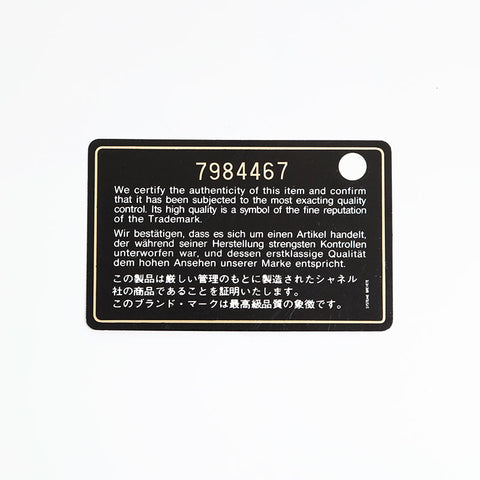 7984467
We certify the authenticity of this item and confirm
that it has been subjected to the most exacting quality
control. Its high quality is a symbol of the fine reputation
of the Trademark.
Wir bestätigen, dass es sich um einen Artikel handelt,
der während seiner Herstellung strengsten Kontrollen
unterworfen war, und dessen erstklassige Qualität
dem hohen Ansehen unserer Marke entspricht.
この製品は厳しい管理のもとに製造されたシャネル
社の商品であることを証明いたします。
このブランド・マークは最高級品質の象徴です。